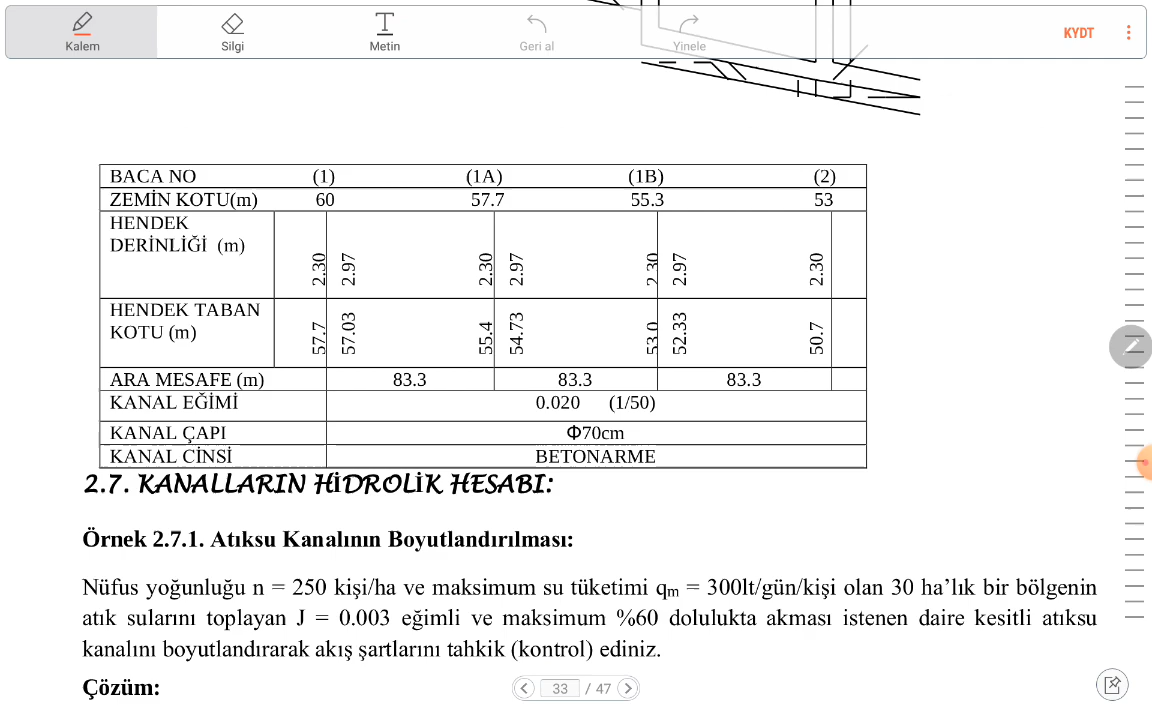 Kalem Silgi Metin Geri al Yinele KYDT
BACA NO (1) (1A) (1B) (2)
ZEMİN KOTU(m) 60 57.7 55.3 53
HENDEK
DERİNLİĞİ (m)
2.30 2.97 2.30 2.97 2.30 2.97 2.30
HENDEK TABAN
KOTU (m)
57.7 57.03 55.4 54.73 53.0 52.33 50.7
ARA MESAFE (m) 83.3 83.3 83.3
KANAL EĞİMİ 0.020 (1/50)
KANAL ÇAPI Φ70cm
KANAL CİNSİ BETONARME
2.7. KANALLARIN HİDROLİK HESABI:
Örnek 2.7.1. Atıksu Kanalının Boyutlandırılması:
Nüfus yoğunluğu n = 250 kişi/ha ve maksimum su tüketimi qm = 300lt/gün/kişi olan 30 ha’lık bir bölgenin
atık sularını toplayan J = 0.003 eğimli ve maksimum %60 dolulukta akması istenen daire kesitli atıksu
kanalını boyutlandırarak akış şartlarını tahkik (kontrol) ediniz.
Çözüm:
33 / 47